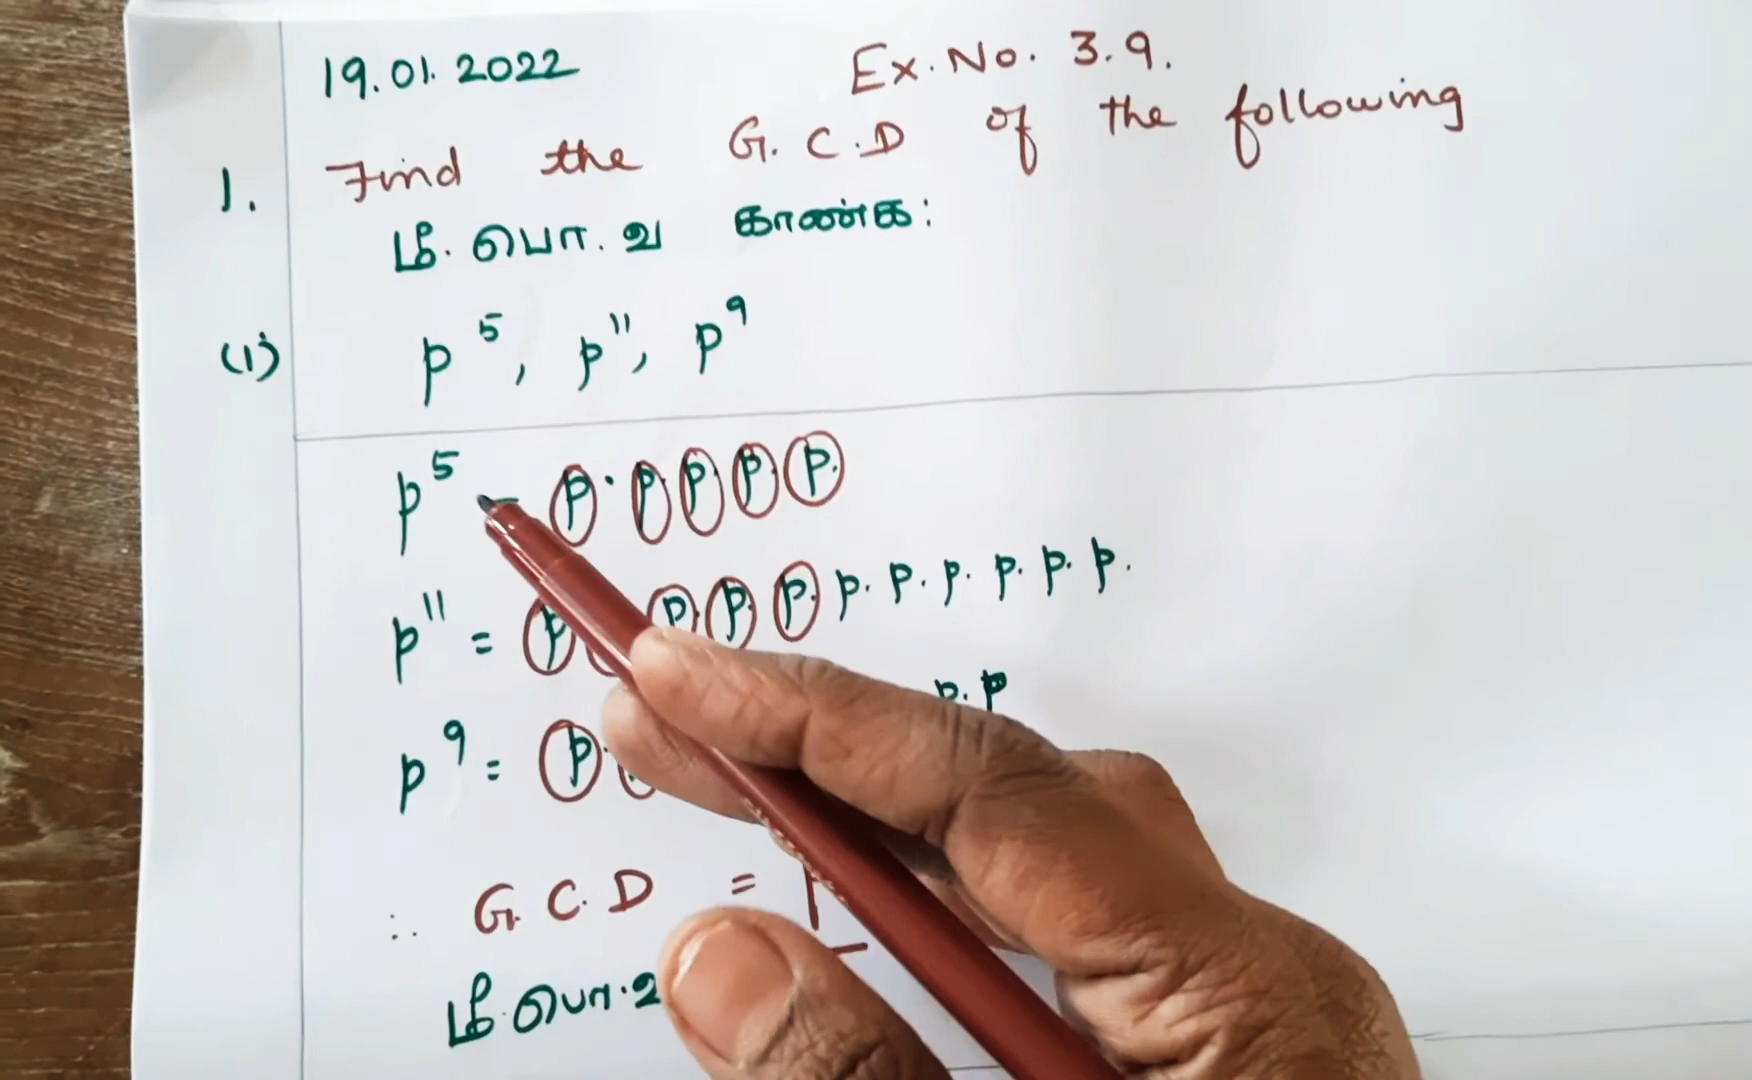 19.01.2022 Ex. No. 3.9.
1. Find the G.C.D of the following
மீ.பொ.வ காண்க:
(i) p⁵, p¹¹, p⁹
p⁵ = p.p.p.p.p.
p¹¹ = p. p.p.p.p.p.p.p.p.p.
p⁹ = p. p.p
∴ G.C.D =
மீ.பொ.வ